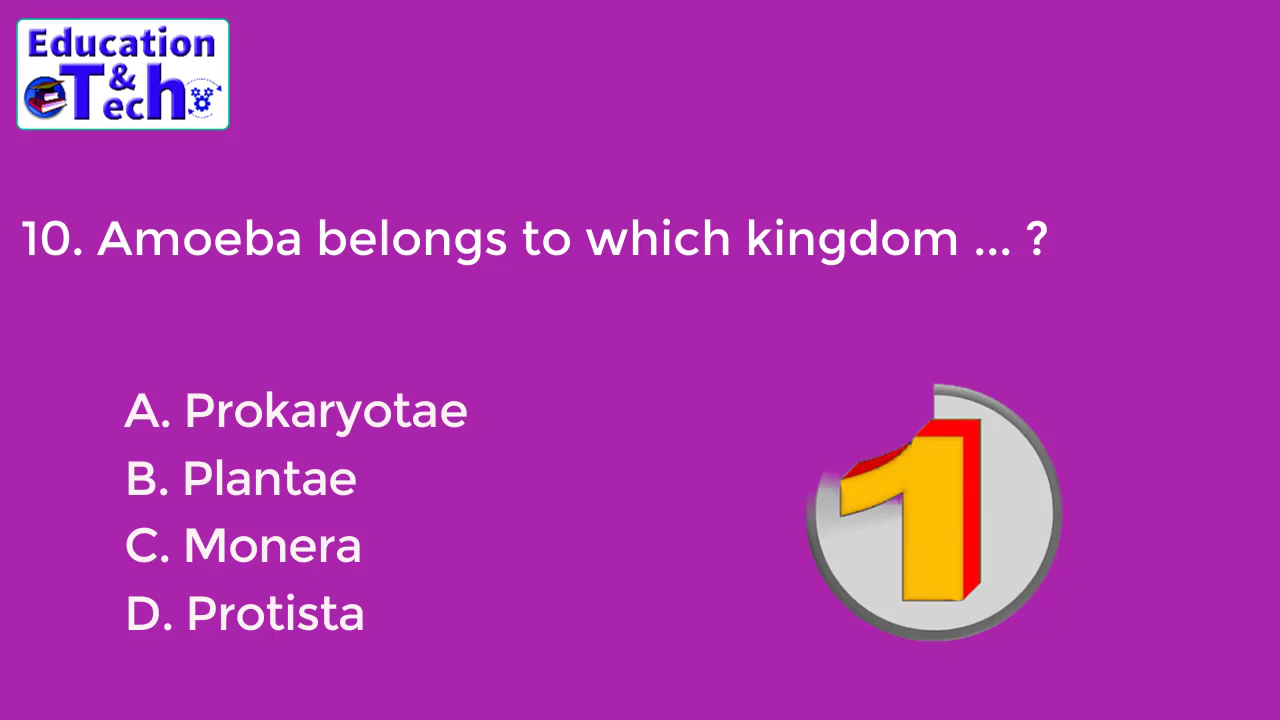 Education
&
Tech
10. Amoeba belongs to which kingdom ... ?
A. Prokaryotae
B. Plantae
C. Monera
D. Protista
1